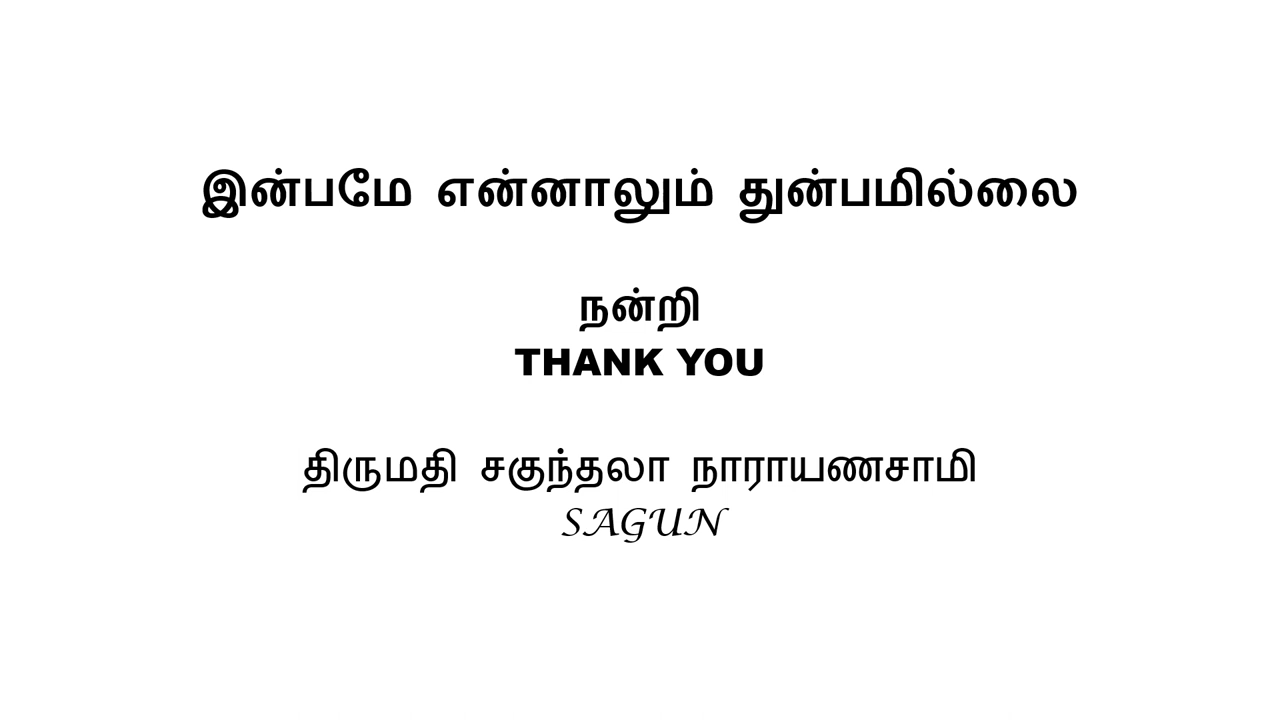 இன்பமே என்னாலும் துன்பமில்லை
நன்றி
THANK YOU
திருமதி சகுந்தலா நாராயணசாமி
SAGUN